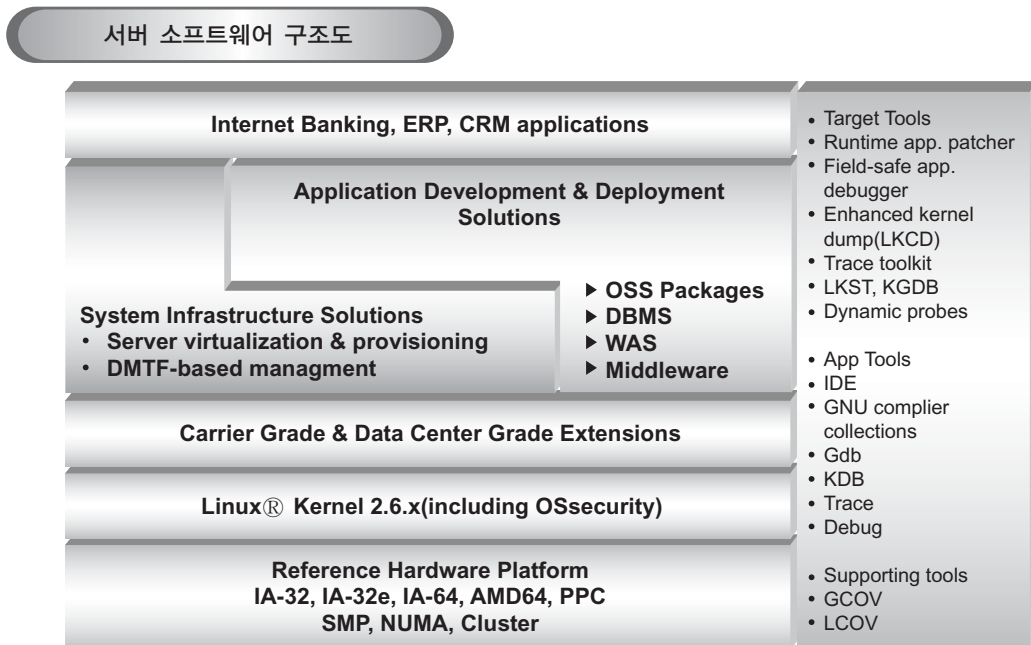 서버 소프트웨어 구조도
Internet Banking, ERP, CRM applications
Application Development & Deployment
Solutions
▶ OSS Packages
▶ DBMS
▶ WAS
▶ Middleware
System Infrastructure Solutions
• Server virtualization & provisioning
• DMTF-based managment
Carrier Grade & Data Center Grade Extensions
Linux® Kernel 2.6.x(including OSsecurity)
Reference Hardware Platform
IA-32, IA-32e, IA-64, AMD64, PPC
SMP, NUMA, Cluster
• Target Tools
• Runtime app. patcher
• Field-safe app.
debugger
• Enhanced kernel
dump(LKCD)
• Trace toolkit
• LKST, KGDB
• Dynamic probes
• App Tools
• IDE
• GNU complier
collections
• Gdb
• KDB
• Trace
• Debug
• Supporting tools
• GCOV
• LCOV